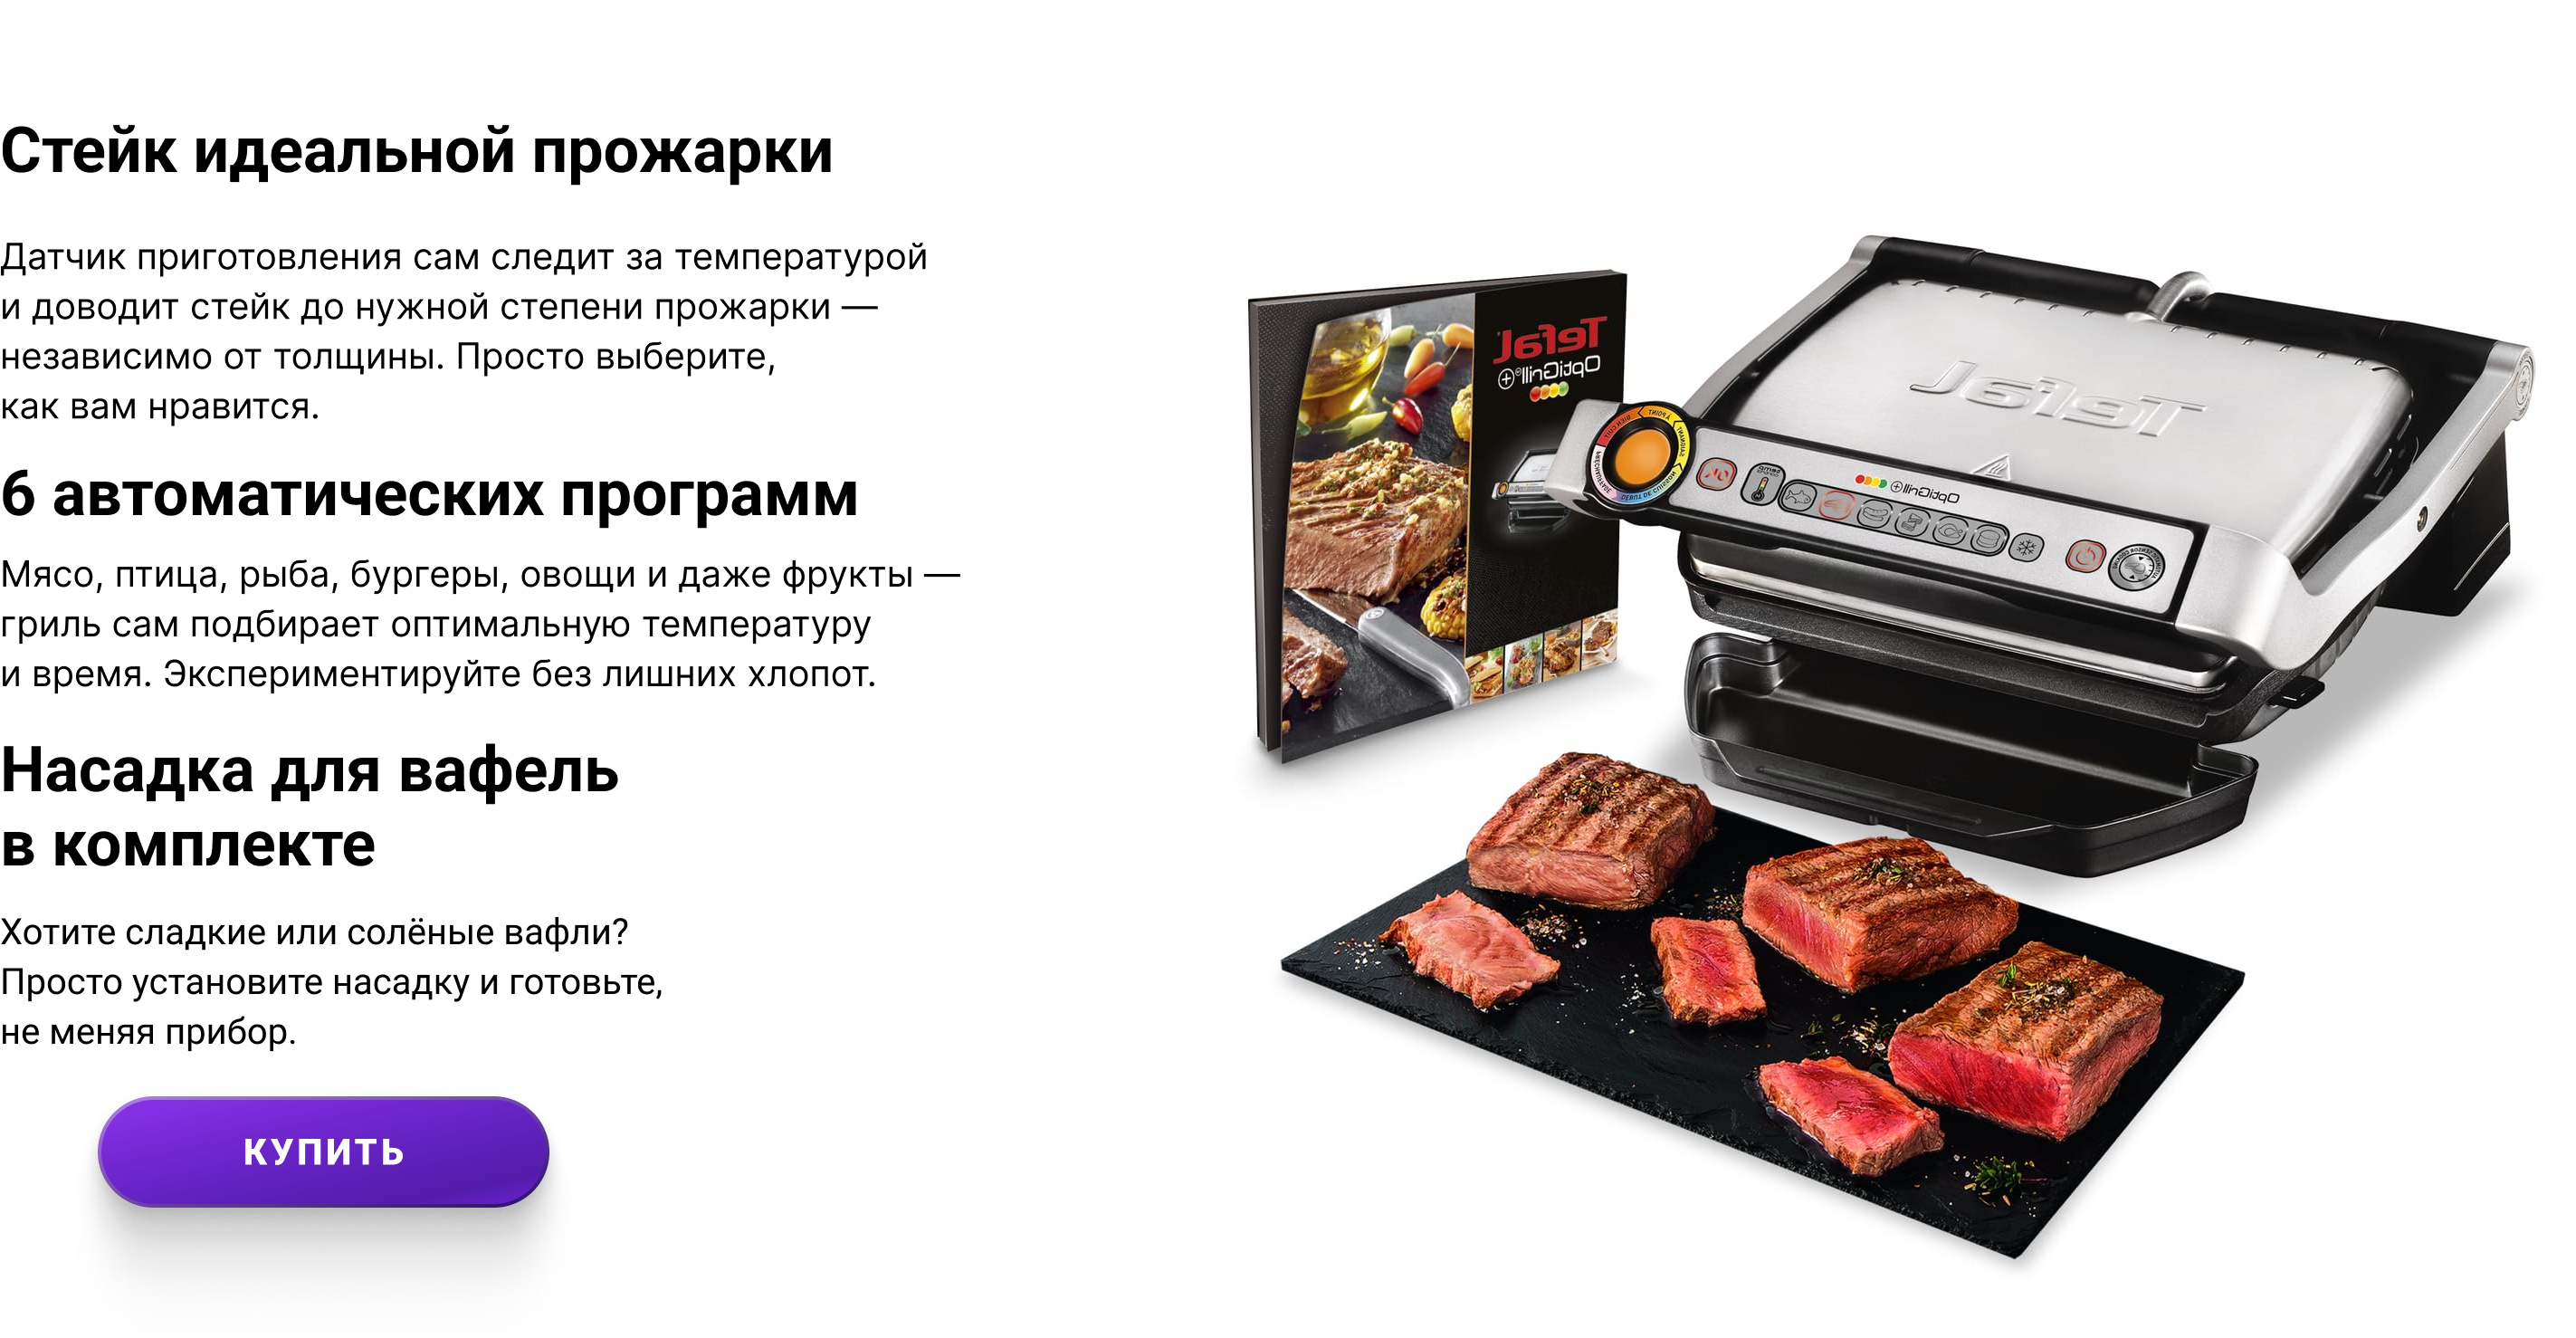 Стейк идеальной прожарки
Датчик приготовления сам следит за температурой
и доводит стейк до нужной степени прожарки —
независимо от толщины. Просто выберите,
как вам нравится.
6 автоматических программ
Мясо, птица, рыба, бургеры, овощи и даже фрукты —
гриль сам подбирает оптимальную температуру
и время. Экспериментируйте без лишних хлопот.
Насадка для вафель
в комплекте
Хотите сладкие или солёные вафли?
Просто установите насадку и готовьте,
не меняя прибор.
КУПИТЬ
Tefal
OptiGrill+
Tefal
OptiGrill+